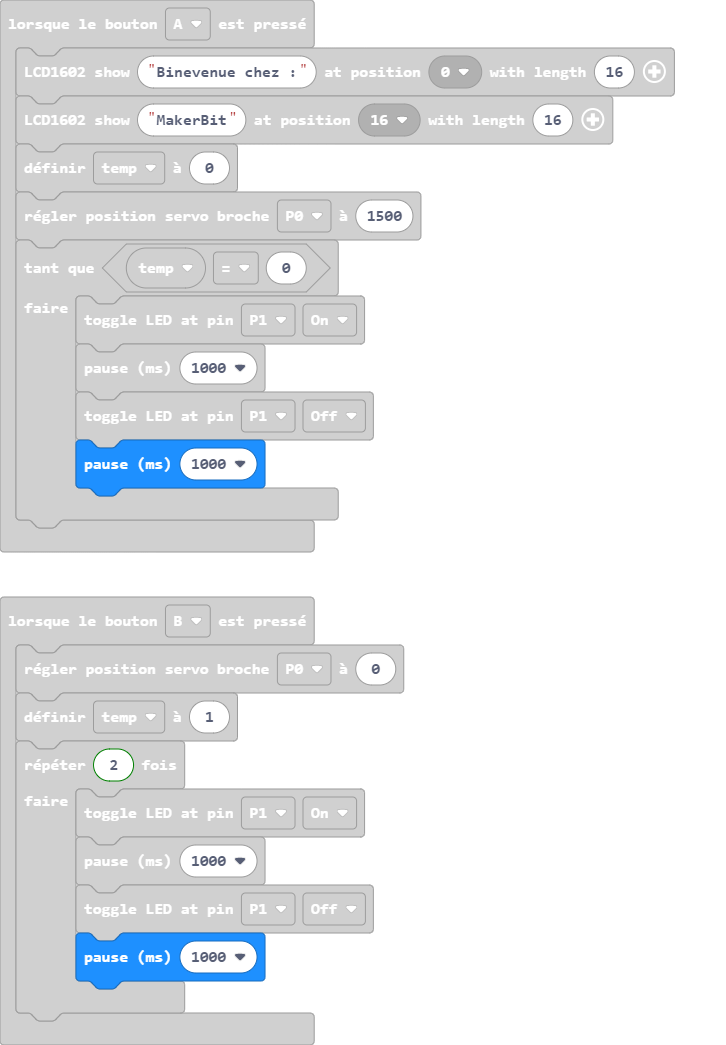 lorsque le bouton A est pressé
LCD1602 show "Binevenue chez :" at position 0 with length 16
LCD1602 show "MakerBit" at position 16 with length 16
définir temp à 0
régler position servo broche P0 à 1500
tant que temp = 0
faire
toggle LED at pin P1 On
pause (ms) 1000
toggle LED at pin P1 Off
pause (ms) 1000
lorsque le bouton B est pressé
régler position servo broche P0 à 0
définir temp à 1
répéter 2 fois
faire
toggle LED at pin P1 On
pause (ms) 1000
toggle LED at pin P1 Off
pause (ms) 1000